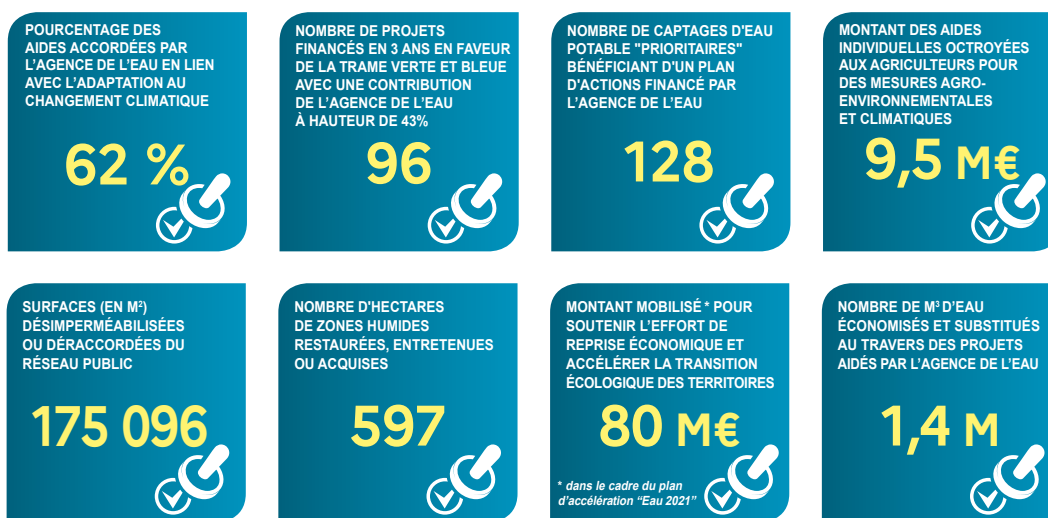 POURCENTAGE DES
AIDES ACCORDÉES PAR
L'AGENCE DE L'EAU EN LIEN
AVEC L'ADAPTATION AU
CHANGEMENT CLIMATIQUE
62 %
NOMBRE DE PROJETS
FINANCÉS EN 3 ANS EN FAVEUR
DE LA TRAME VERTE ET BLEUE
AVEC UNE CONTRIBUTION
DE L'AGENCE DE L'EAU
À HAUTEUR DE 43%
96
NOMBRE DE CAPTAGES D'EAU
POTABLE "PRIORITAIRES"
BÉNÉFICIANT D'UN PLAN
D'ACTIONS FINANCÉ PAR
L'AGENCE DE L'EAU
128
MONTANT DES AIDES
INDIVIDUELLES OCTROYÉES
AUX AGRICULTEURS POUR
DES MESURES AGRO-
ENVIRONNEMENTALES
ET CLIMATIQUES
9,5 M€
SURFACES (EN M²)
DÉSIMPERMÉABILISÉES
OU DÉRACCORDÉES DU
RÉSEAU PUBLIC
175 096
NOMBRE D'HECTARES
DE ZONES HUMIDES
RESTAURÉES, ENTRETENUES
OU ACQUISES
597
MONTANT MOBILISÉ * POUR
SOUTENIR L'EFFORT DE
REPRISE ÉCONOMIQUE ET
ACCÉLÉRER LA TRANSITION
ÉCOLOGIQUE DES TERRITOIRES
80 M€
* dans le cadre du plan
d'accélération "Eau 2021"
NOMBRE DE M³ D'EAU
ÉCONOMISÉS ET SUBSTITUÉS
AU TRAVERS DES PROJETS
AIDÉS PAR L'AGENCE DE L'EAU
1,4 M